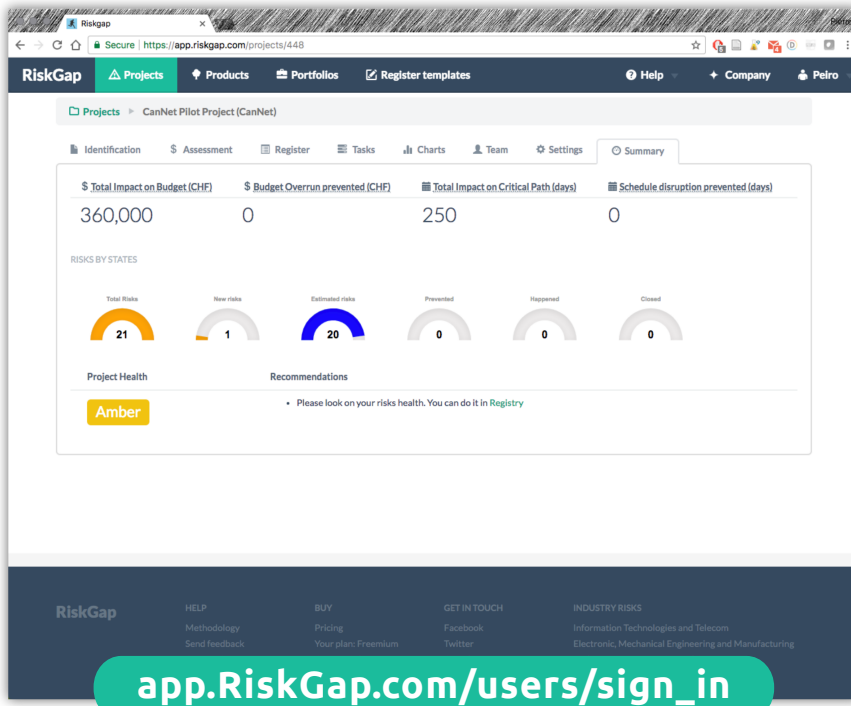 Riskgap
Secure | https://app.riskgap.com/projects/448
RiskGap Projects Products Portfolios Register templates Help Company Peiro
Projects CanNet Pilot Project (CanNet)
Identification $ Assessment Register Tasks Charts Team Settings Summary
$ Total Impact on Budget (CHF) $ Budget Overrun prevented (CHF) Total Impact on Critical Path (days) Schedule disruption prevented (days)
360,000 0 250 0
RISKS BY STATES
Total Risks New risks Estimated risks Prevented Happened Closed
21 1 20 0 0 0
Project Health Recommendations
Amber • Please look on your risks health. You can do it in Registry
RiskGap HELP BUY GET IN TOUCH INDUSTRY RISKS
Methodology Pricing Facebook Information Technologies and Telecom
Send feedback Your plan: Freemium Twitter Electronic, Mechanical Engineering and Manufacturing
app.RiskGap.com/users/sign_in